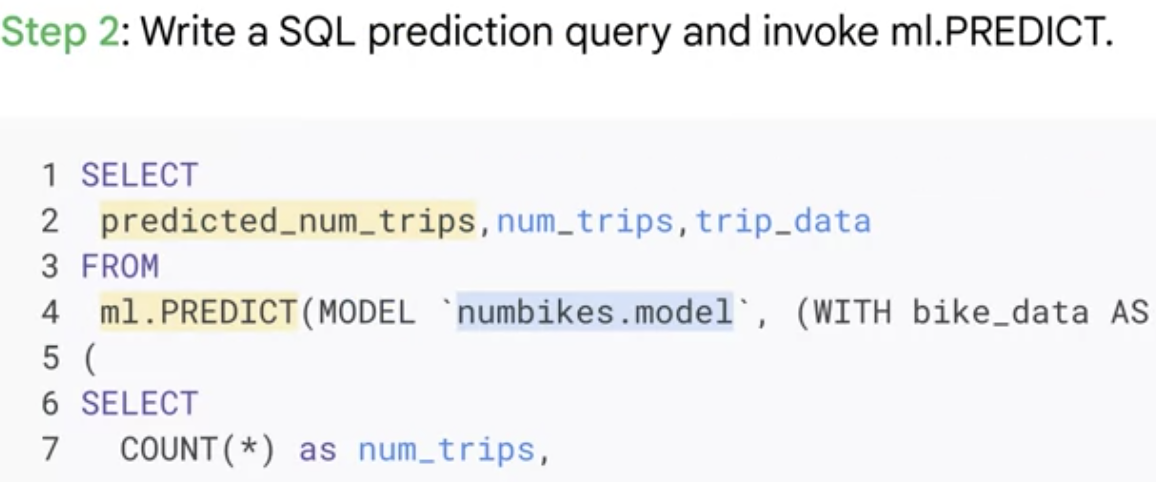 Step 2: Write a SQL prediction query and invoke ml.PREDICT.
1 SELECT
2 predicted_num_trips,num_trips,trip_data
3 FROM
4 ml.PREDICT(MODEL `numbikes.model`, (WITH bike_data AS
5 (
6 SELECT
7 COUNT(*) as num_trips,